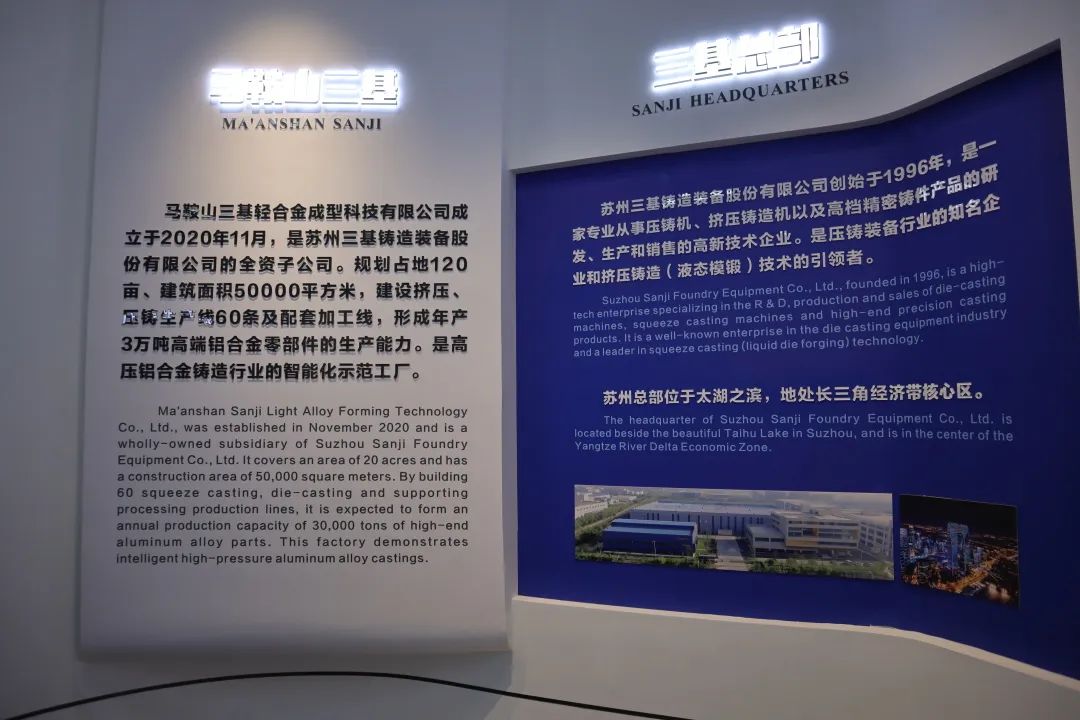 马鞍山三基
MA'ANSHAN SANJI
马鞍山三基轻合金成型科技有限公司成
立于2020年11月，是苏州三基铸造装备股
份有限公司的全资子公司。规划占地120
亩、建筑面积50000平方米，建设挤压、
压铸生产线60条及配套加工线，形成年产
3万吨高端铝合金零部件的生产能力。是高
压铝合金铸造行业的智能化示范工厂。
Ma'anshan Sanji Light Alloy Forming Technology
Co., Ltd., was established in November 2020 and is a
wholly-owned subsidiary of Suzhou Sanji Foundry
Equipment Co., Ltd. It covers an area of 20 acres and has
a construction area of 50,000 square meters. By building
60 squeeze casting, die-casting and supporting
processing production lines, it is expected to form an
annual production capacity of 30,000 tons of high-end
aluminum alloy parts. This factory demonstrates
intelligent high-pressure aluminum alloy castings.
三基总部
SANJI HEADQUARTERS
苏州三基铸造装备股份有限公司创始于1996年，是一
家专业从事压铸机、挤压铸造机以及高档精密铸件产品的研
发、生产和销售的高新技术企业。是压铸装备行业的知名企
业和挤压铸造（液态模锻）技术的引领者。
Suzhou Sanji Foundry Equipment Co., Ltd., founded in 1996, is a high-
tech enterprise specializing in the R & D, production and sales of die-casting
machines, squeeze casting machines and high-end precision casting
products. It is a well-known enterprise in the die casting equipment industry
and a leader in squeeze casting (liquid die forging) technology.
苏州总部位于太湖之滨，地处长三角经济带核心区。
The headquarter of Suzhou Sanji Foundry Equipment Co., Ltd. is
located beside the beautiful Taihu Lake in Suzhou, and is in the center of the
Yangtze River Delta Economic Zone.